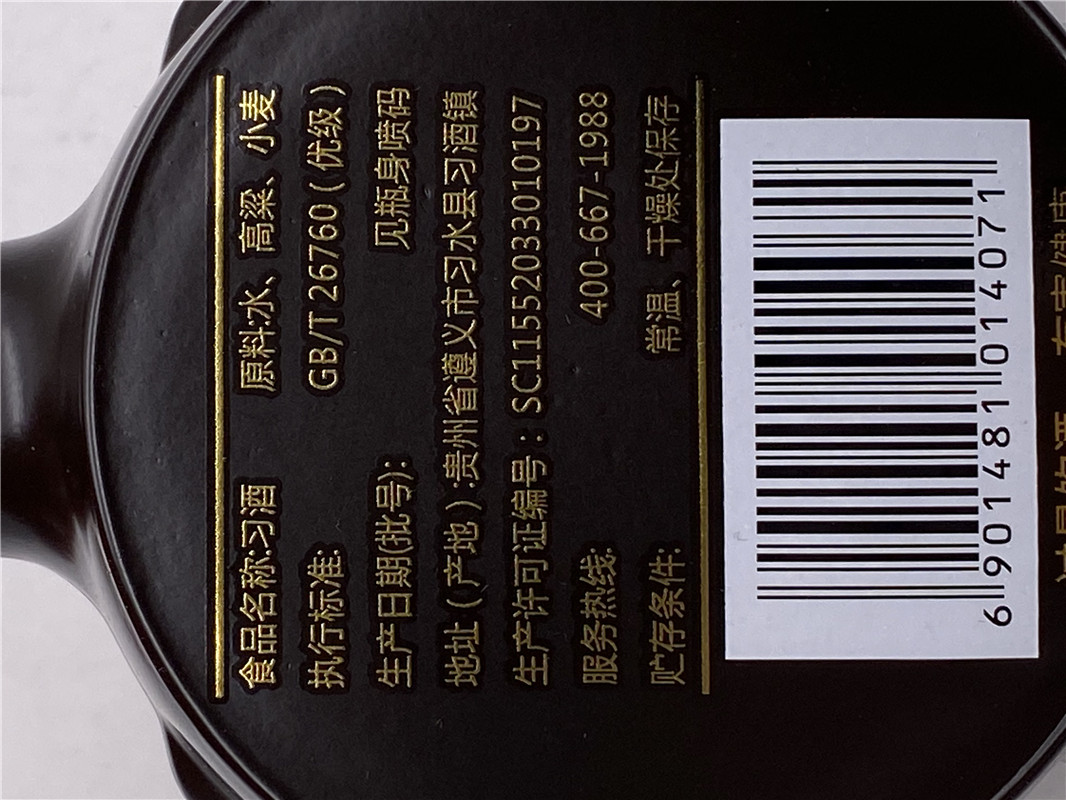 食品名称:习酒 原料:水、高粱、小麦
执行标准: GB/T 26760(优级)
生产日期(批号): 见瓶身喷码
地址(产地):贵州省遵义市习水县习酒镇
生产许可证编号:SC11552033010197
服务热线: 400-667-1988
贮存条件: 常温、干燥处保存
6 901481 014071